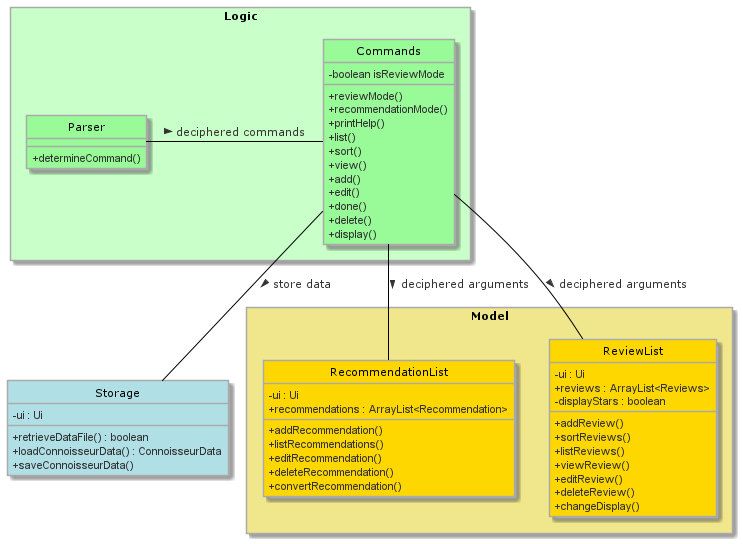 Logic
Commands
-boolean isReviewMode
+reviewMode()
+recommendationMode()
+printHelp()
+list()
+sort()
+view()
+add()
+edit()
+done()
+delete()
+display()
Parser
+determineCommand()
deciphered commands
store data
deciphered arguments
deciphered arguments
Model
Storage
-ui : Ui
+retrieveDataFile() : boolean
+loadConnoisseurData() : ConnoisseurData
+saveConnoisseurData()
RecommendationList
-ui : Ui
+recommendations : ArrayList<Recommendation>
+addRecommendation()
+listRecommendations()
+editRecommendation()
+deleteRecommendation()
+convertRecommendation()
ReviewList
-ui : Ui
+reviews : ArrayList<Reviews>
-displayStars : boolean
+addReview()
+sortReviews()
+listReviews()
+viewReview()
+editReview()
+deleteReview()
+changeDisplay()